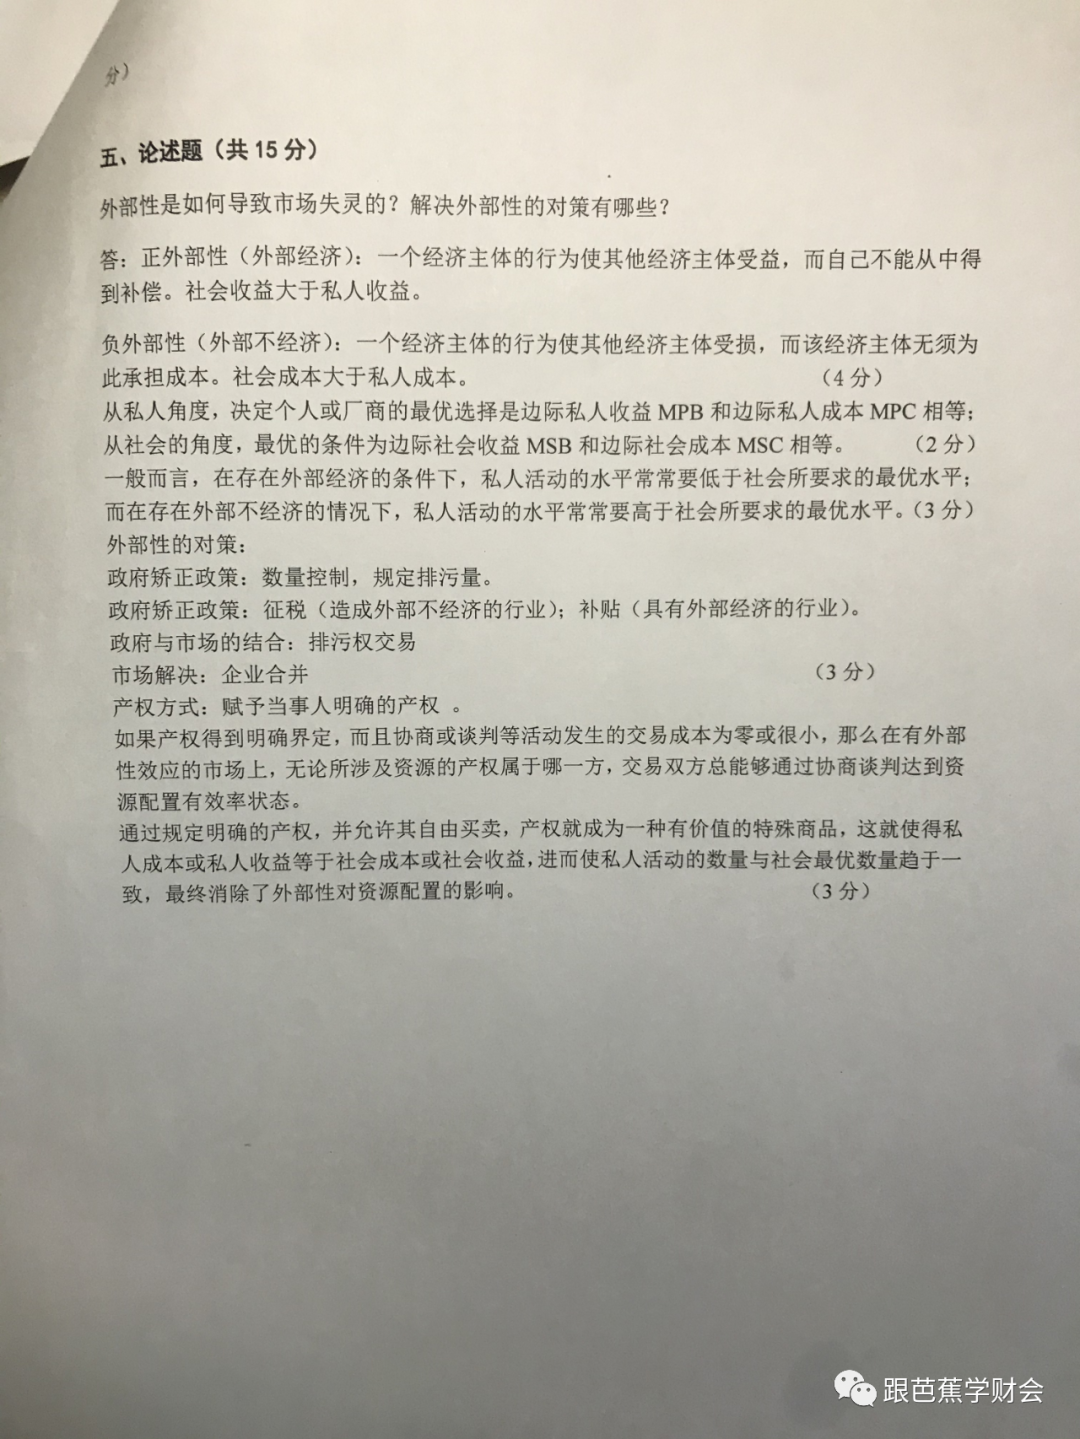 分）
五、论述题（共 15 分）
外部性是如何导致市场失灵的？解决外部性的对策有哪些？
答：正外部性（外部经济）：一个经济主体的行为使其他经济主体受益，而自己不能从中得
到补偿。社会收益大于私人收益。
负外部性（外部不经济）：一个经济主体的行为使其他经济主体受损，而该经济主体无须为
此承担成本。社会成本大于私人成本。 （4 分）
从私人角度，决定个人或厂商的最优选择是边际私人收益 MPB 和边际私人成本 MPC 相等；
从社会的角度，最优的条件为边际社会收益 MSB 和边际社会成本 MSC 相等。 （2 分）
一般而言，在存在外部经济的条件下，私人活动的水平常常要低于社会所要求的最优水平；
而在存在外部不经济的情况下，私人活动的水平常常要高于社会所要求的最优水平。（3 分）
外部性的对策：
政府矫正政策：数量控制，规定排污量。
政府矫正政策：征税（造成外部不经济的行业）；补贴（具有外部经济的行业）。
政府与市场的结合：排污权交易
市场解决：企业合并 （3 分）
产权方式：赋予当事人明确的产权 。
如果产权得到明确界定，而且协商或谈判等活动发生的交易成本为零或很小，那么在有外部
性效应的市场上，无论所涉及资源的产权属于哪一方，交易双方总能够通过协商谈判达到资
源配置有效率状态。
通过规定明确的产权，并允许其自由买卖，产权就成为一种有价值的特殊商品，这就使得私
人成本或私人收益等于社会成本或社会收益，进而使私人活动的数量与社会最优数量趋于一
致，最终消除了外部性对资源配置的影响。 （3 分）
跟芭蕉学财会